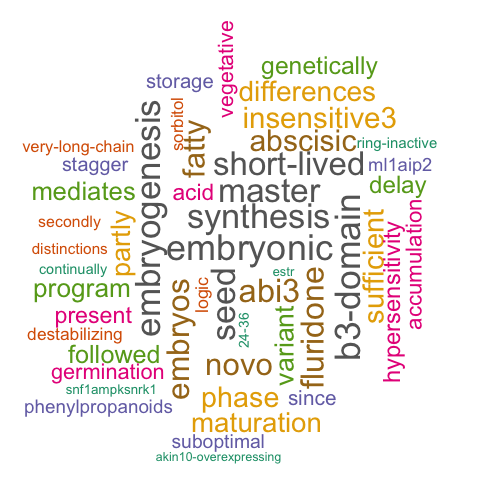 vegetative
genetically
storage
differences
sorbitol
insensitive3
embryogenesis
fatty
abscisic
ring-inactive
very-long-chain
short-lived
ml1aip2
stagger
mediates
acid
master
delay
secondly
partly
synthesis
b3-domain
sufficient
hypersensitivity
accumulation
distinctions
embryonic
continually
estr
program
embryos
logic
seed
abi3
variant
fluridone
present
24-36
destabilizing
followed
novo
germination
snf1ampksnrk1
phase
since
phenylpropanoids
maturation
suboptimal
akin10-overexpressing